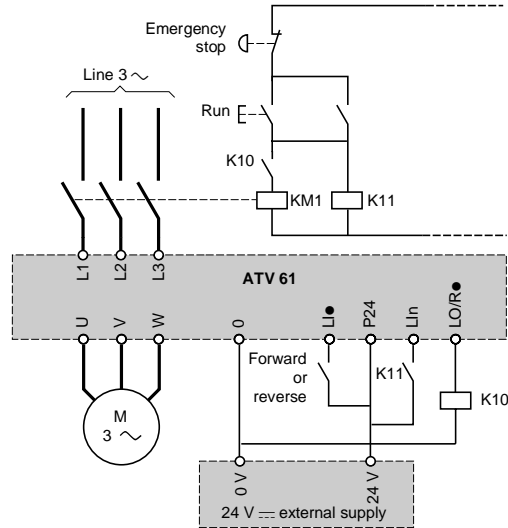 Emergency
stop
Line 3 ~
Run
K10
KM1
K11
L1
L2
L3
ATV 61
U
V
W
0
LI●
P24
LIn
LO/R●
Forward
or
reverse
K11
K10
M
3 ~
0 V
24 V
24 V ⎓ external supply